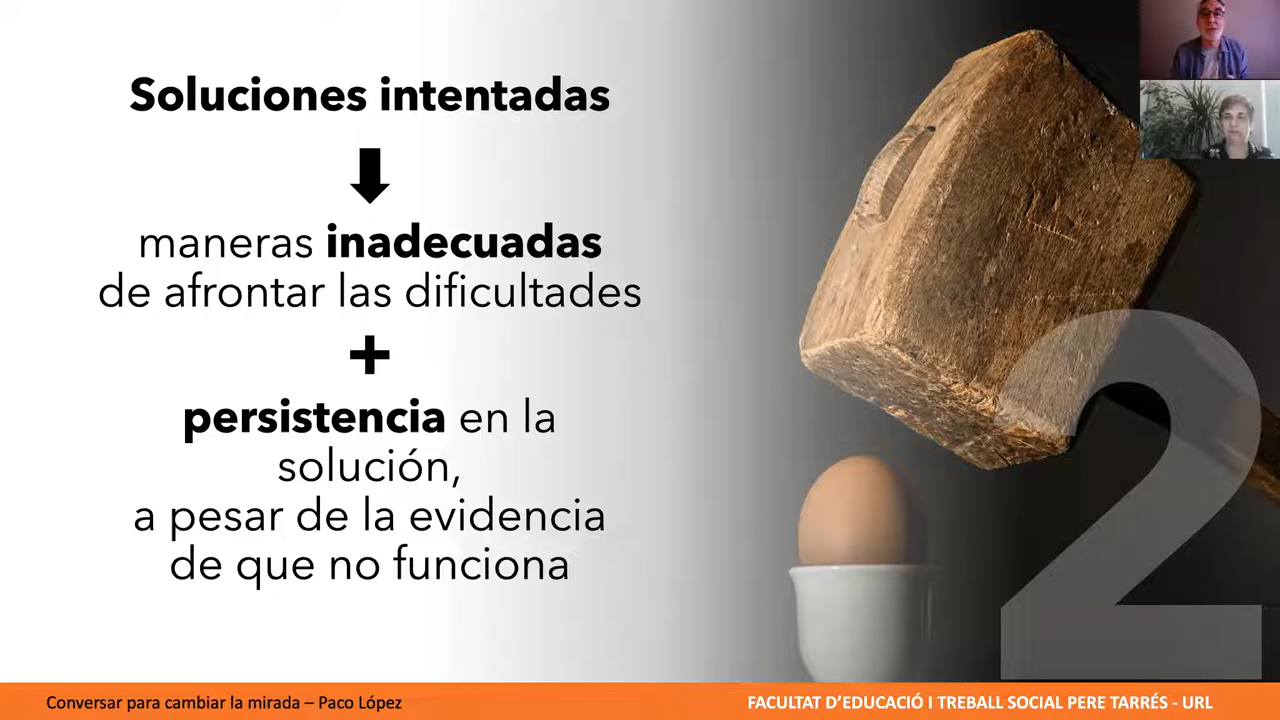 Soluciones intentadas
maneras inadecuadas
de afrontar las dificultades
+
persistencia en la
solución,
a pesar de la evidencia
de que no funciona
2
Conversar para cambiar la mirada – Paco López
FACULTAT D'EDUCACIÓ I TREBALL SOCIAL PERE TARRÉS - URL